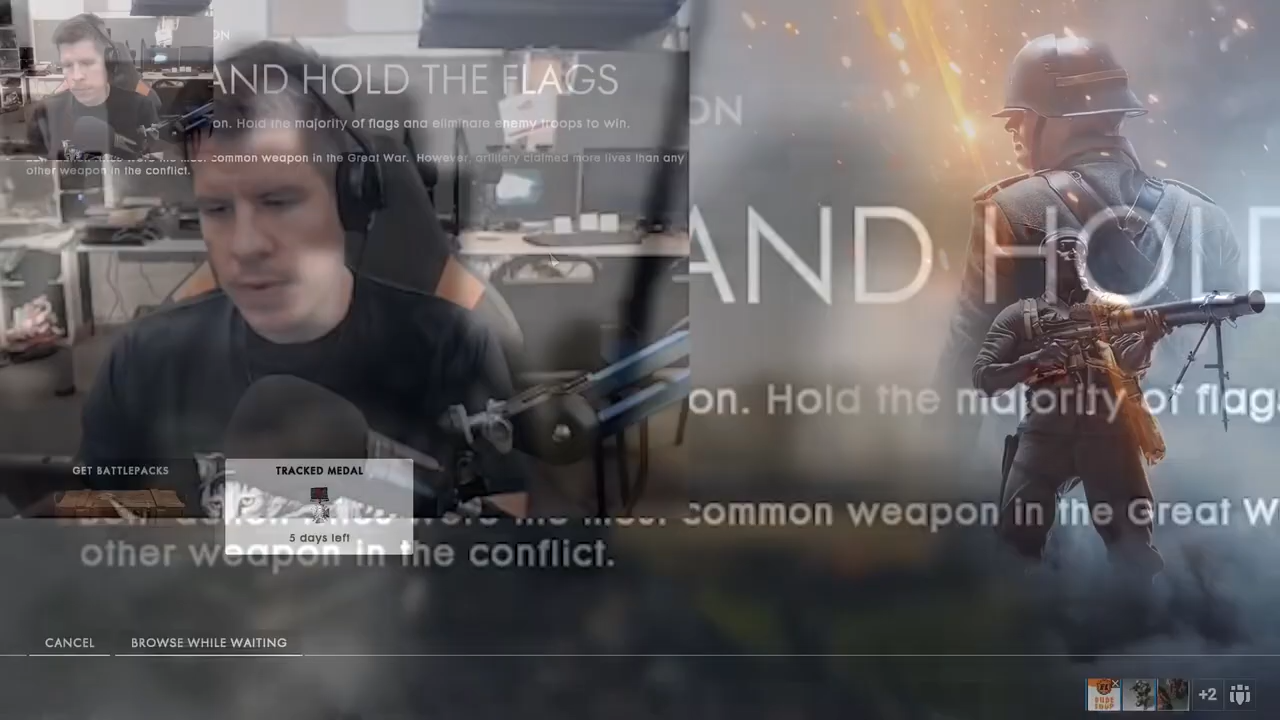 ON
AND HOLD THE FLAGS
on. Hold the majority of flags and eliminate enemy troops to win.
common weapon in the Great War. However, artillery claimed more lives than any
other weapon in the conflict.
ON
AND HOLD
on. Hold the majority of flag
common weapon in the Great W
other weapon in the conflict.
GET BATTLEPACKS
TRACKED MEDAL
5 days left
CANCEL
BROWSE WHILE WAITING
+2